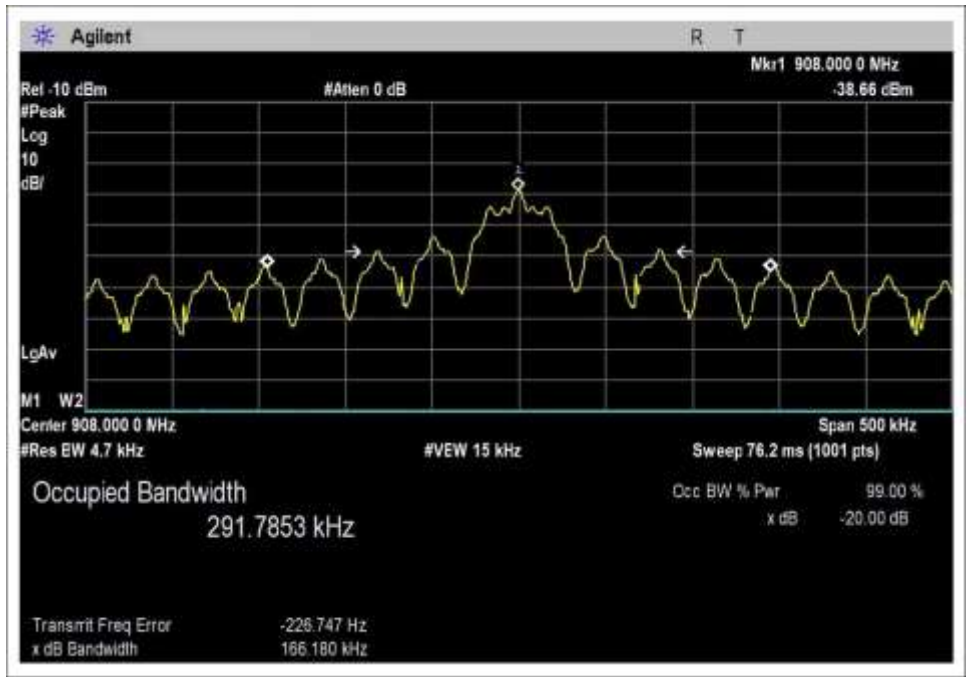 Agilent
R T
Mkr1 908.000 0 MHz
Rel -10 dBm #Atten 0 dB -38.66 dBm
#Peak
Log
10
dB/
1
LgAv
M1 W2
Center 908.000 0 MHz Span 500 kHz
#Res BW 4.7 kHz #VBW 15 kHz Sweep 76.2 ms (1001 pts)
Occupied Bandwidth Occ BW % Pwr 99.00 %
291.7853 kHz x dB -20.00 dB
Transmit Freq Error -226.747 Hz
x dB Bandwidth 166.180 kHz